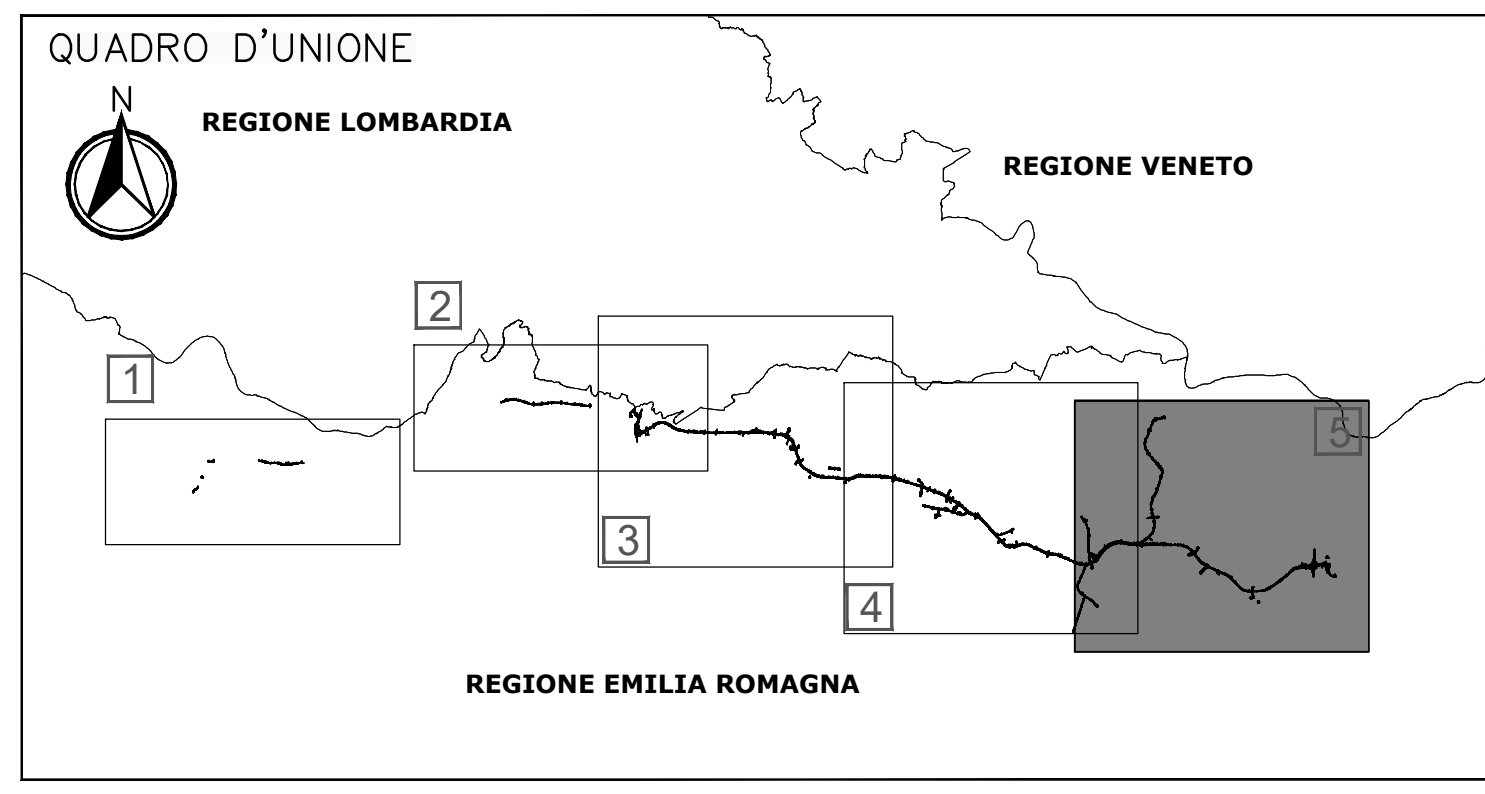 QUADRO D'UNIONE
N
REGIONE LOMBARDIA
REGIONE VENETO
2
1
5
3
4
REGIONE EMILIA ROMAGNA